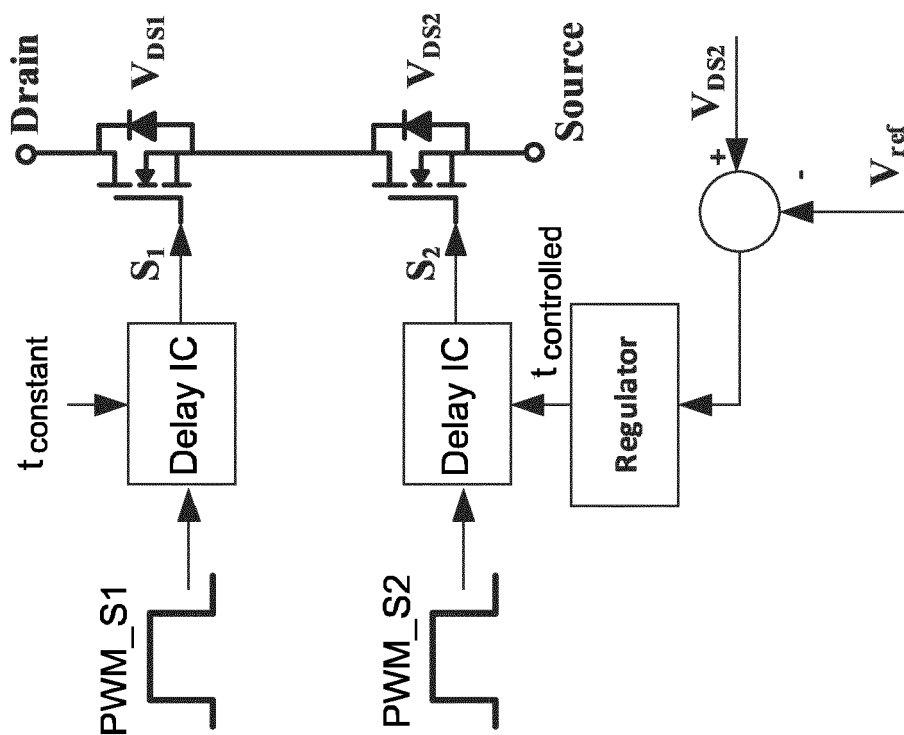 Drain
V_DS1
V_DS2
Source
S_1
S_2
t_constant
t_controlled
Delay IC
Delay IC
Regulator
PWM_S1
PWM_S2
V_DS2
+
-
V_ref